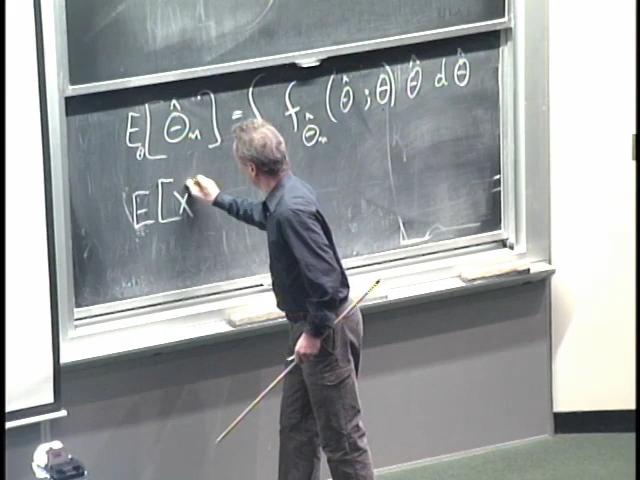 E_θ[Θ̂_n] = ∫ f_Θ̂_n (θ̂ ; θ) θ̂ dθ̂
E[X